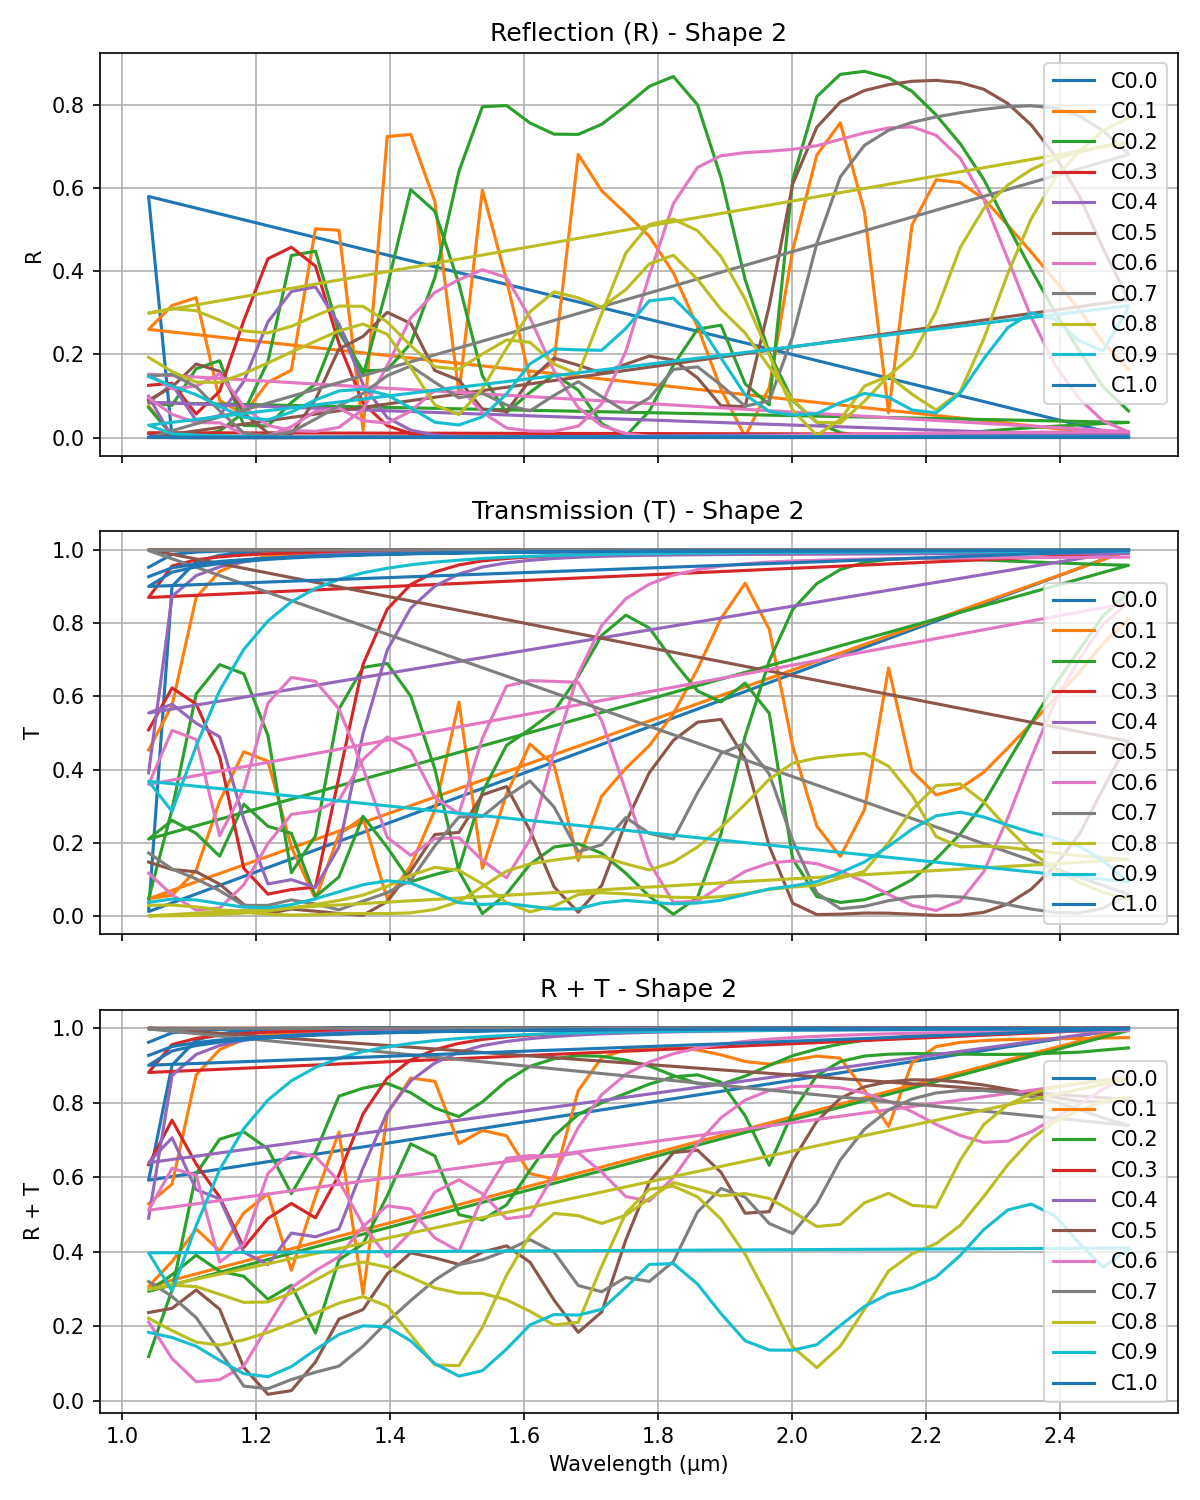 Reflection (R) - Shape 2
0.8
0.6
0.4
0.2
0.0
R
C0.0
C0.1
C0.2
C0.3
C0.4
C0.5
C0.6
C0.7
C0.8
C0.9
C1.0
Transmission (T) - Shape 2
1.0
0.8
0.6
0.4
0.2
0.0
T
C0.0
C0.1
C0.2
C0.3
C0.4
C0.5
C0.6
C0.7
C0.8
C0.9
C1.0
R + T - Shape 2
1.0
0.8
0.6
0.4
0.2
0.0
R + T
C0.0
C0.1
C0.2
C0.3
C0.4
C0.5
C0.6
C0.7
C0.8
C0.9
C1.0
1.0 1.2 1.4 1.6 1.8 2.0 2.2 2.4
Wavelength (μm)